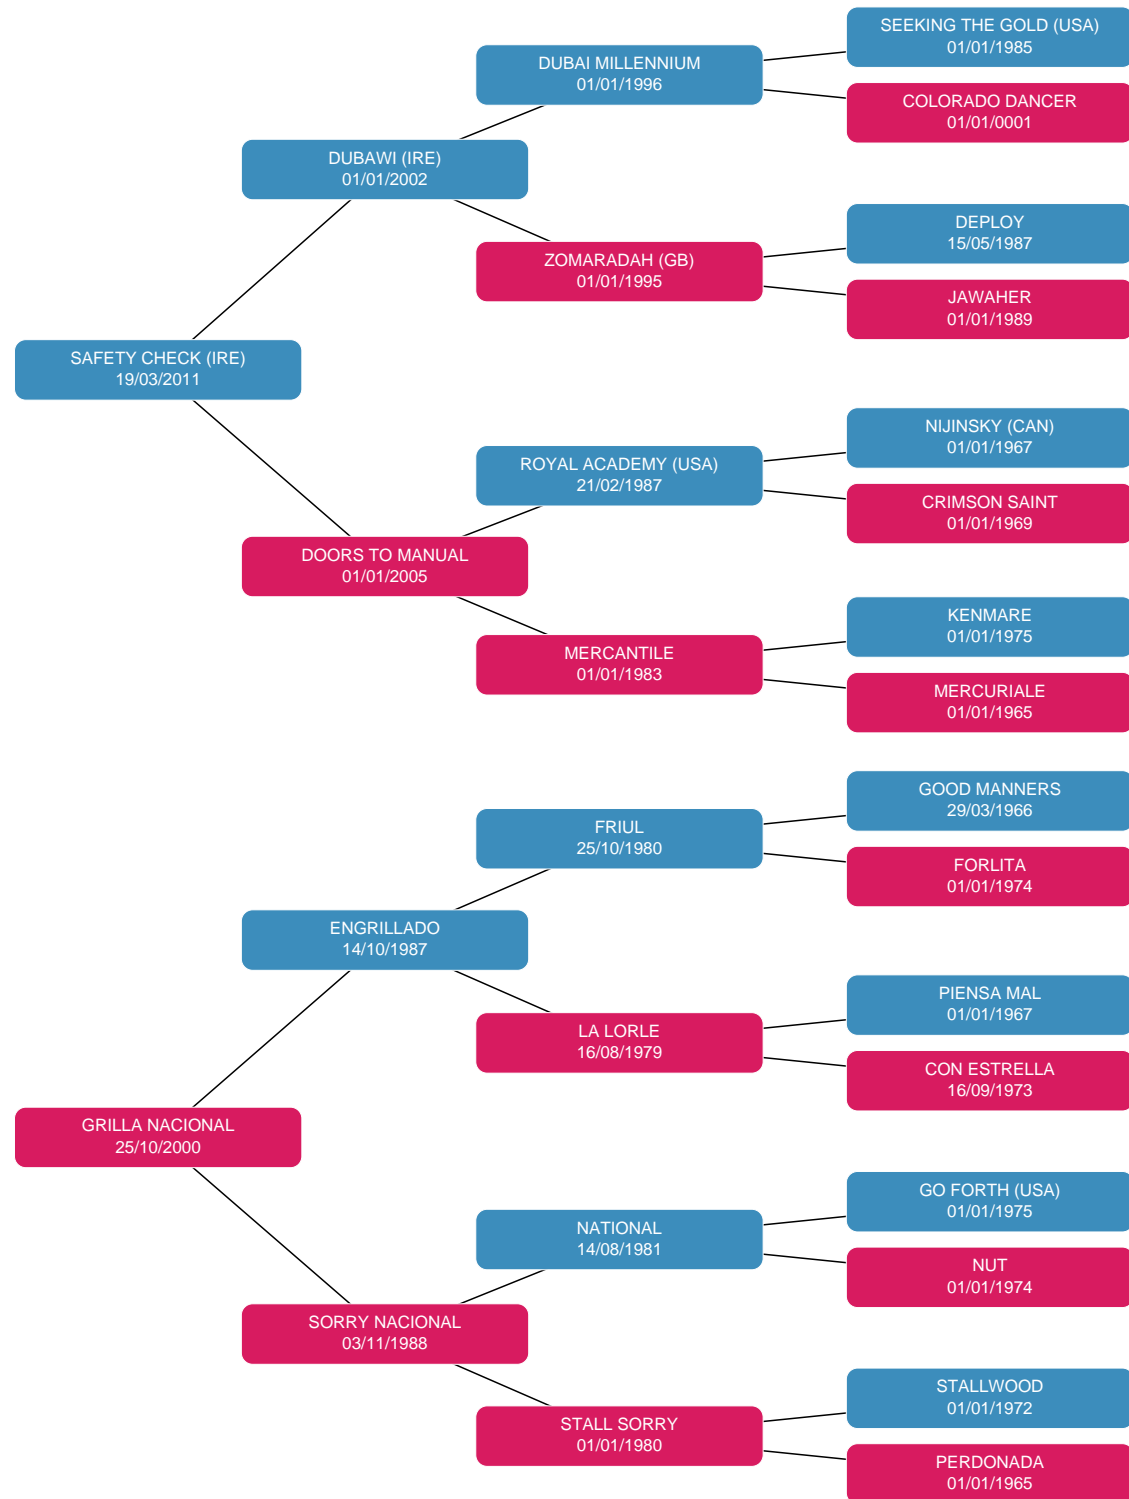 SEEKING THE GOLD (USA)
01/01/1985
DUBAI MILLENNIUM
01/01/1996
COLORADO DANCER
01/01/0001
DUBAWI (IRE)
01/01/2002
DEPLOY
15/05/1987
ZOMARADAH (GB)
01/01/1995
JAWAHER
01/01/1989
SAFETY CHECK (IRE)
19/03/2011
NIJINSKY (CAN)
01/01/1967
ROYAL ACADEMY (USA)
21/02/1987
CRIMSON SAINT
01/01/1969
DOORS TO MANUAL
01/01/2005
KENMARE
01/01/1975
MERCANTILE
01/01/1983
MERCURIALE
01/01/1965
GOOD MANNERS
29/03/1966
FRIUL
25/10/1980
FORLITA
01/01/1974
ENGRILLADO
14/10/1987
PIENSA MAL
01/01/1967
LA LORLE
16/08/1979
CON ESTRELLA
16/09/1973
GRILLA NACIONAL
25/10/2000
GO FORTH (USA)
01/01/1975
NATIONAL
14/08/1981
NUT
01/01/1974
SORRY NACIONAL
03/11/1988
STALLWOOD
01/01/1972
STALL SORRY
01/01/1980
PERDONADA
01/01/1965